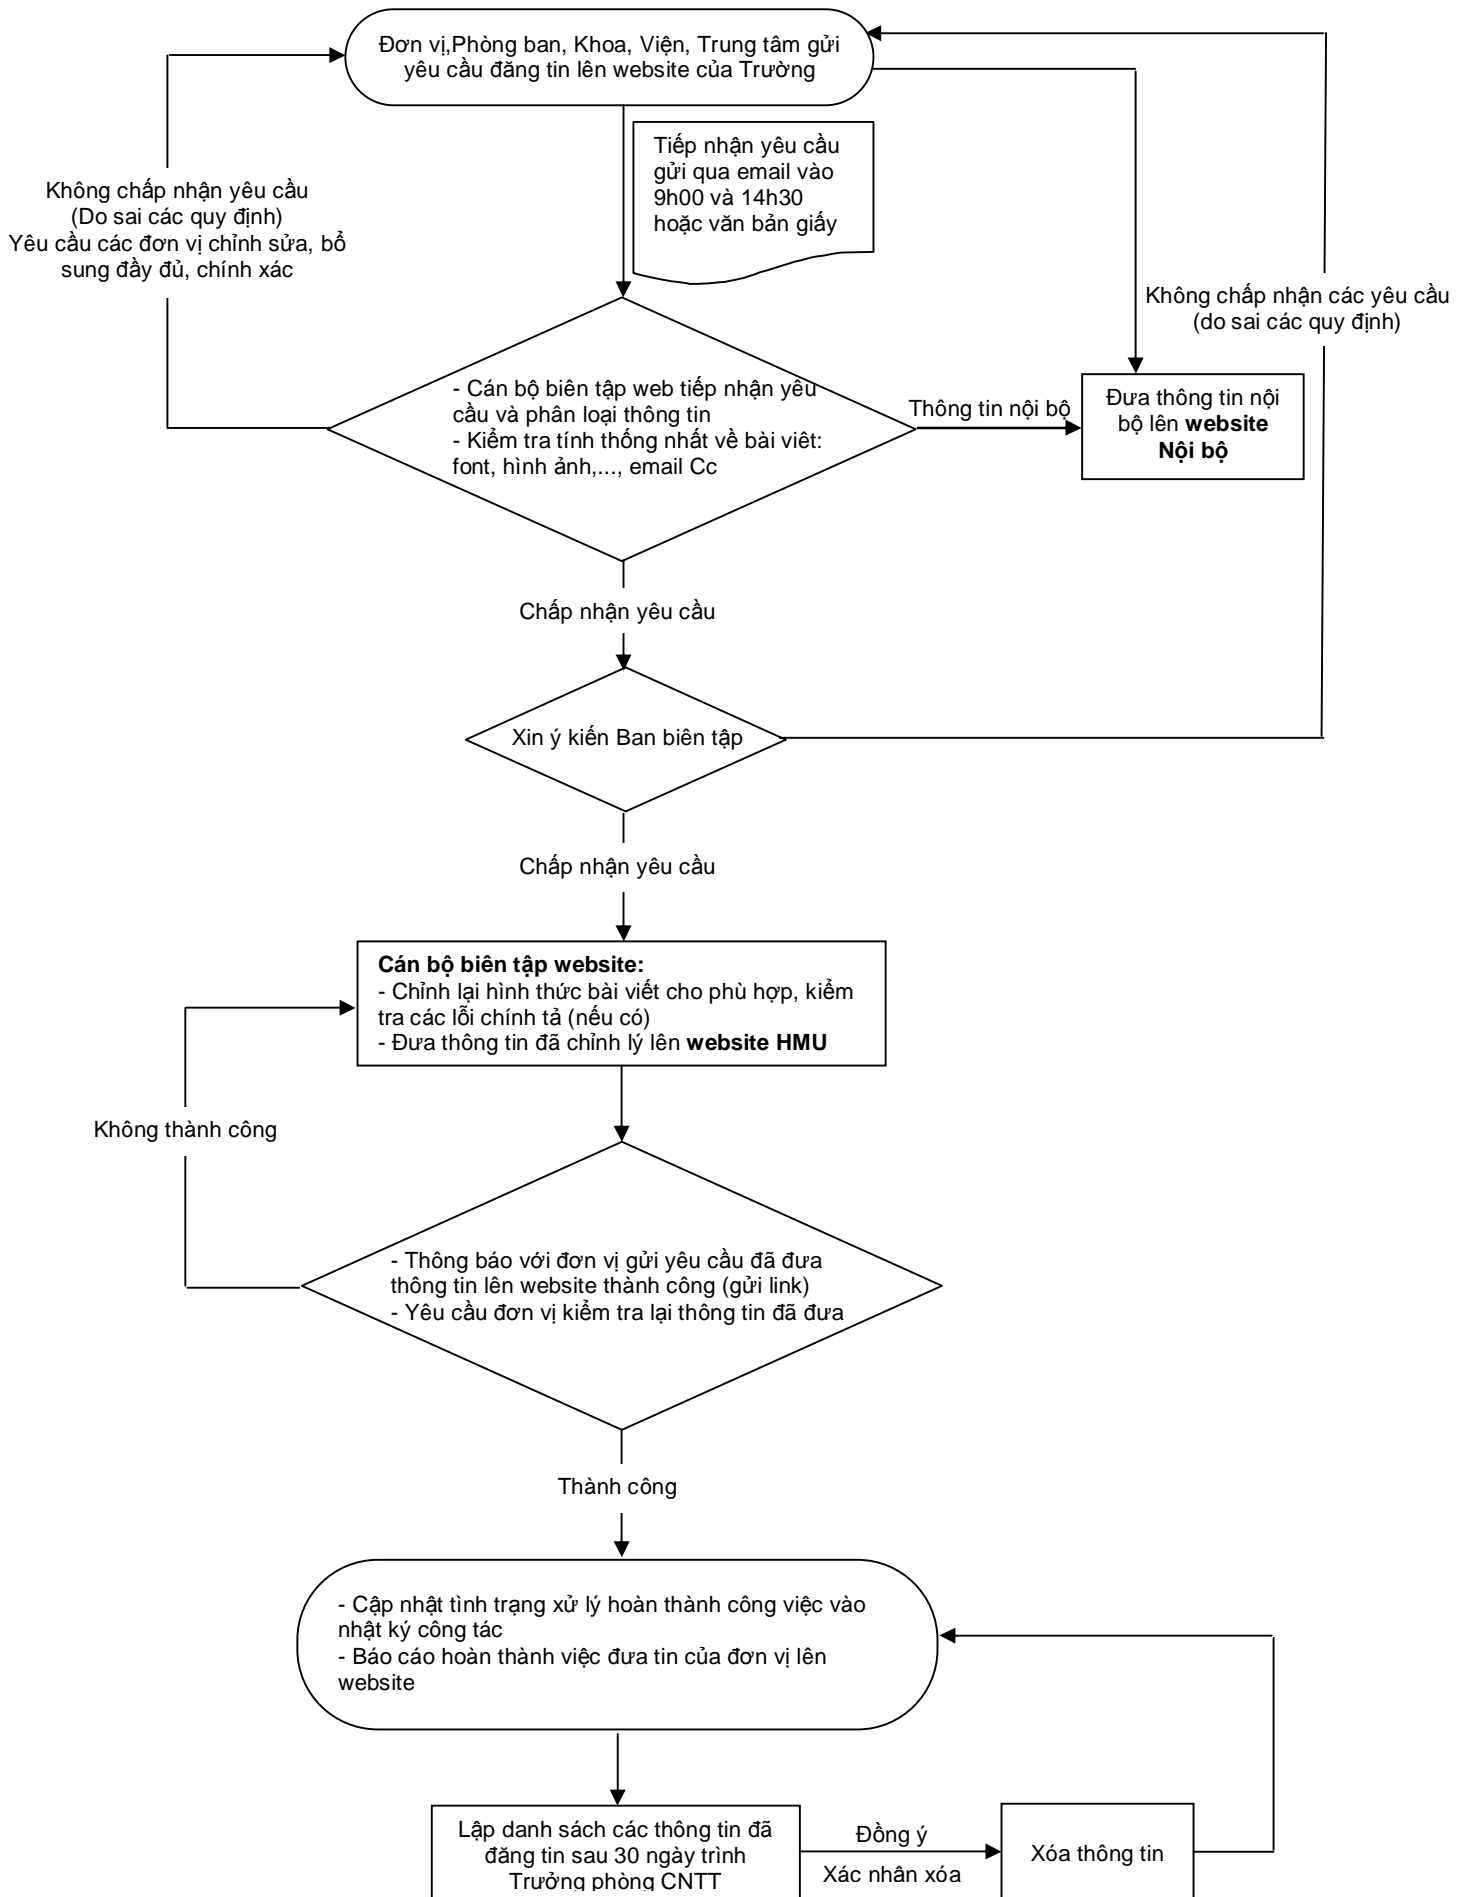 Đơn vị,Phòng ban, Khoa, Viện, Trung tâm gửi
yêu cầu đăng tin lên website của Trường
Tiếp nhận yêu cầu
gửi qua email vào
9h00 và 14h30
hoặc văn bản giấy
Không chấp nhận yêu cầu
(Do sai các quy định)
Yêu cầu các đơn vị chỉnh sửa, bổ
sung đầy đủ, chính xác
Không chấp nhận các yêu cầu
(do sai các quy định)
- Cán bộ biên tập web tiếp nhận yêu
cầu và phân loại thông tin
- Kiểm tra tính thống nhất về bài viêt:
font, hình ảnh,..., email Cc
Thông tin nội bộ
Đưa thông tin nội
bộ lên website
Nội bộ
Chấp nhận yêu cầu
Xin ý kiến Ban biên tập
Chấp nhận yêu cầu
Cán bộ biên tập website:
- Chỉnh lại hình thức bài viết cho phù hợp, kiểm
tra các lỗi chính tả (nếu có)
- Đưa thông tin đã chỉnh lý lên website HMU
Không thành công
- Thông báo với đơn vị gửi yêu cầu đã đưa
thông tin lên website thành công (gửi link)
- Yêu cầu đơn vị kiểm tra lại thông tin đã đưa
Thành công
- Cập nhật tình trạng xử lý hoàn thành công việc vào
nhật ký công tác
- Báo cáo hoàn thành việc đưa tin của đơn vị lên
website
Lập danh sách các thông tin đã
đăng tin sau 30 ngày trình
Trưởng phòng CNTT
Đồng ý
Xác nhân xóa
Xóa thông tin